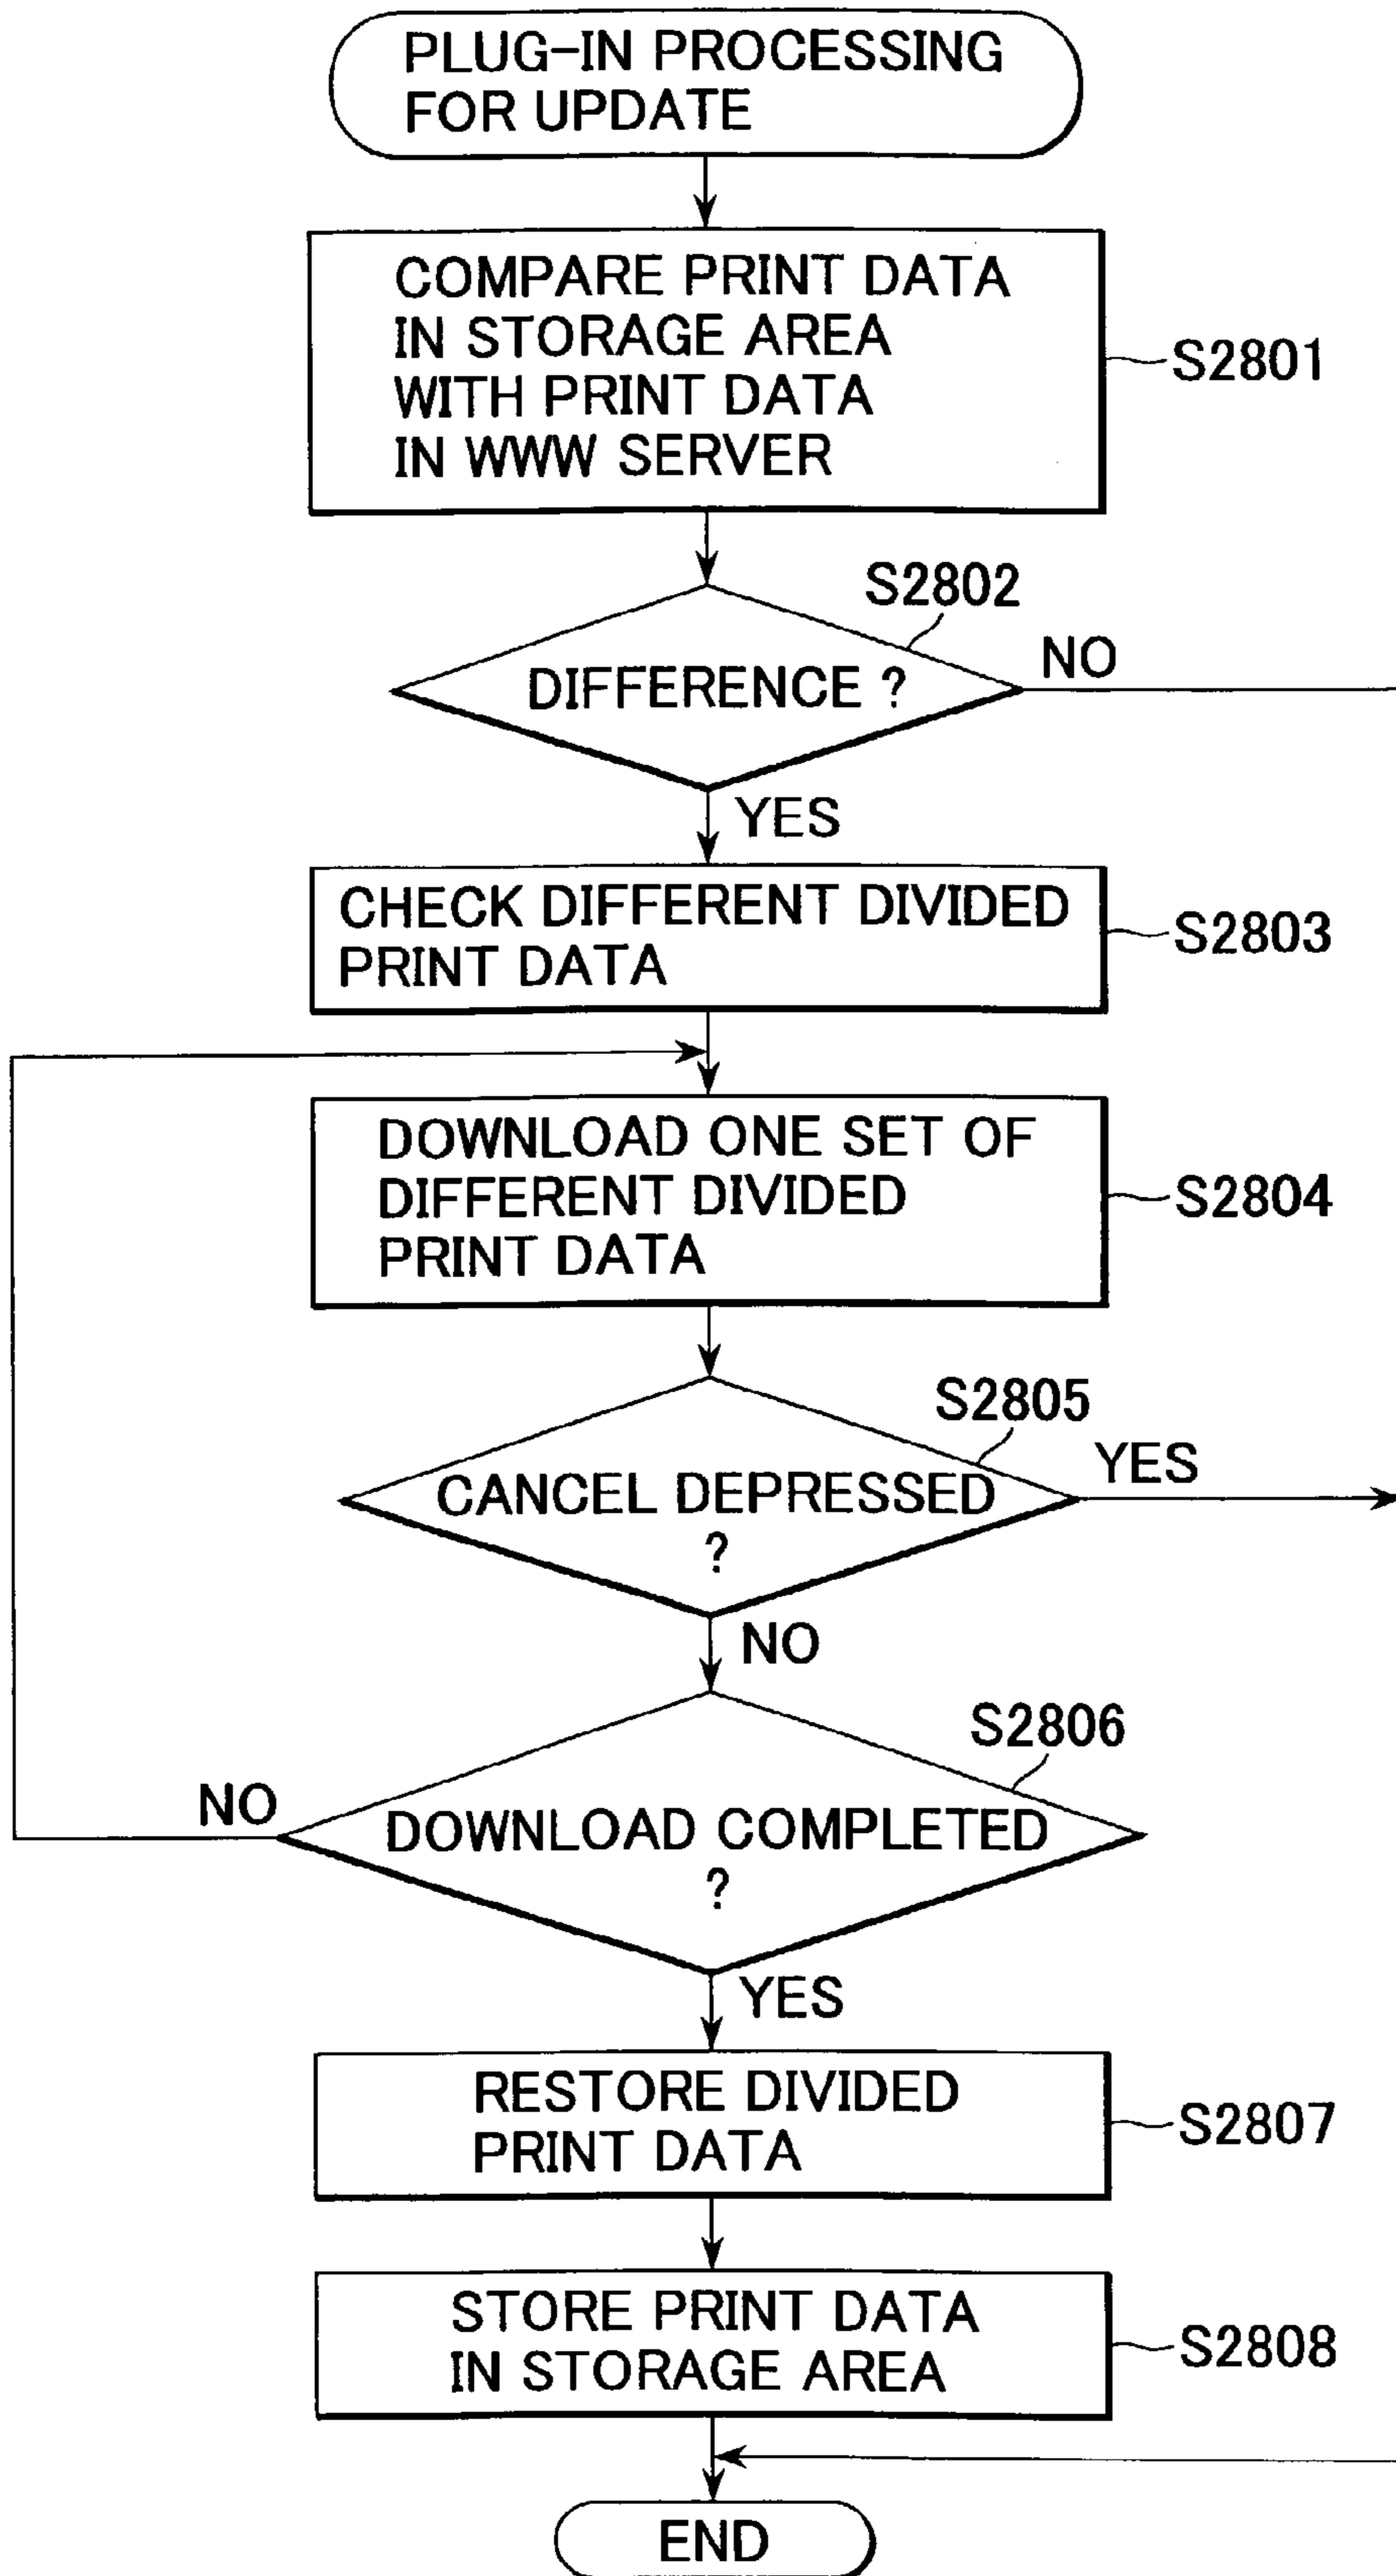 PLUG-IN PROCESSING
FOR UPDATE
COMPARE PRINT DATA
IN STORAGE AREA
WITH PRINT DATA
IN WWW SERVER
S2801
S2802
DIFFERENCE ?
NO
YES
CHECK DIFFERENT DIVIDED
PRINT DATA
S2803
DOWNLOAD ONE SET OF
DIFFERENT DIVIDED
PRINT DATA
S2804
S2805
CANCEL DEPRESSED
?
YES
NO
S2806
NO
DOWNLOAD COMPLETED
?
YES
RESTORE DIVIDED
PRINT DATA
S2807
STORE PRINT DATA
IN STORAGE AREA
S2808
END